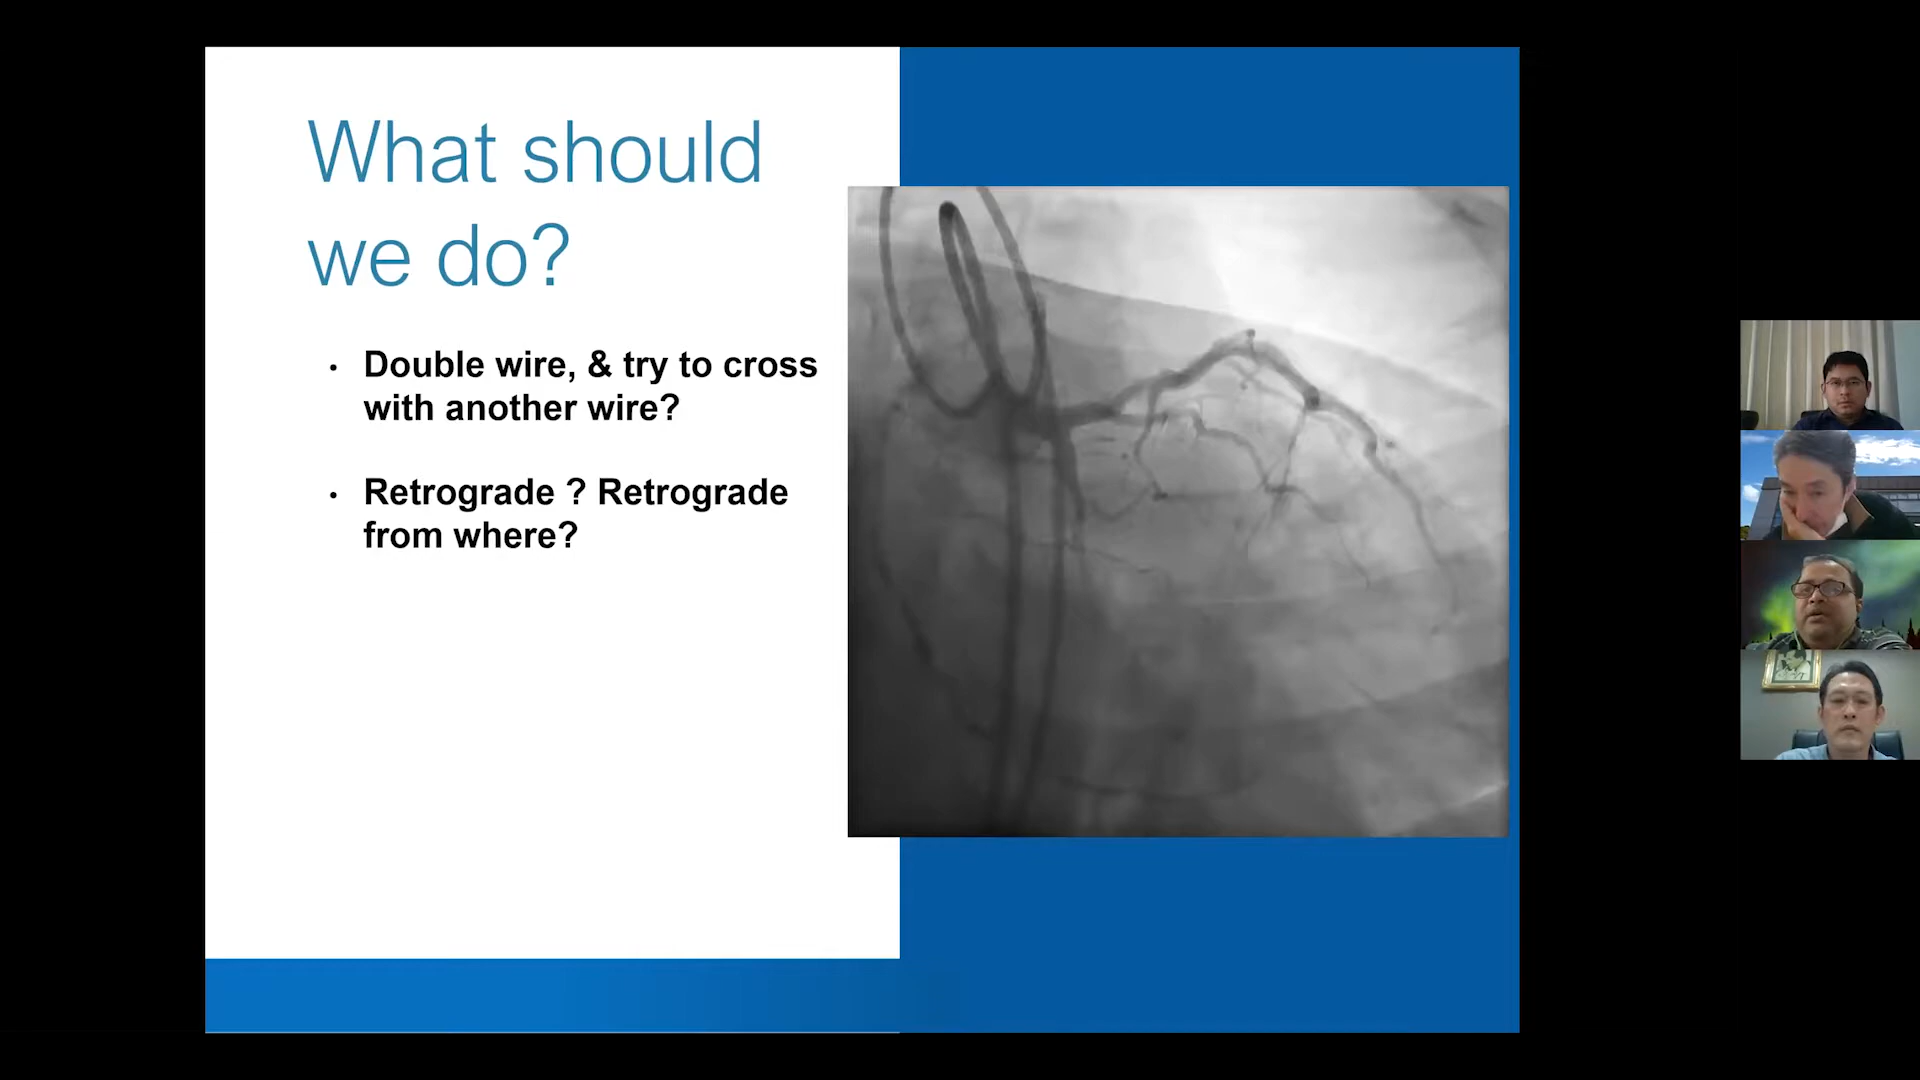 What should
we do?
• Double wire, & try to cross
with another wire?
• Retrograde ? Retrograde
from where?